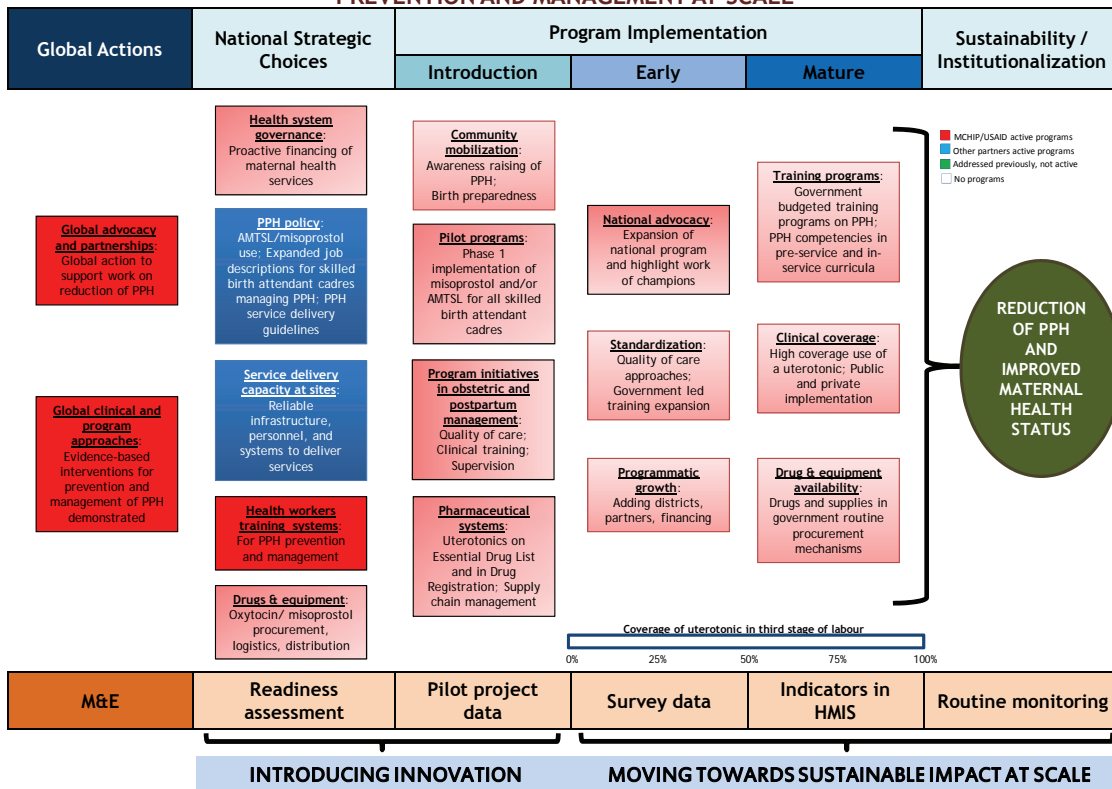 PREVENTION AND MANAGEMENT AT SCALE
Global Actions
National Strategic
Choices
Program Implementation
Introduction
Early
Mature
Sustainability /
Institutionalization
Global advocacy
and partnerships:
Global action to
support work on
reduction of PPH
Global clinical and
program
approaches:
Evidence-based
interventions for
prevention and
management of PPH
demonstrated
Health system
governance:
Proactive financing of
maternal health
services
PPH policy:
AMTSL/misoprostol
use; Expanded job
descriptions for skilled
birth attendant cadres
managing PPH; PPH
service delivery
guidelines
Service delivery
capacity at sites:
Reliable
infrastructure,
personnel, and
systems to deliver
services
Health workers
training systems:
For PPH prevention
and management
Drugs & equipment:
Oxytocin/ misoprostol
procurement,
logistics, distribution
Community
mobilization:
Awareness raising of
PPH;
Birth preparedness
Pilot programs:
Phase 1
implementation of
misoprostol and/or
AMTSL for all skilled
birth attendant
cadres
Program initiatives
in obstetric and
postpartum
management:
Quality of care;
Clinical training;
Supervision
Pharmaceutical
systems:
Uterotonics on
Essential Drug List
and in Drug
Registration; Supply
chain management
National advocacy:
Expansion of
national program
and highlight work
of champions
Standardization:
Quality of care
approaches;
Government led
training expansion
Programmatic
growth:
Adding districts,
partners, financing
Training programs:
Government
budgeted training
programs on PPH;
PPH competencies in
pre-service and in-
service curricula
Clinical coverage:
High coverage use of
a uterotonic; Public
and private
implementation
Drug & equipment
availability:
Drugs and supplies in
government routine
procurement
mechanisms
MCHIP/USAID active programs
Other partners active programs
Addressed previously, not active
No programs
REDUCTION
OF PPH
AND
IMPROVED
MATERNAL
HEALTH
STATUS
Coverage of uterotonic in third stage of labour
0% 25% 50% 75% 100%
M&E
Readiness
assessment
Pilot project
data
Survey data
Indicators in
HMIS
Routine monitoring
INTRODUCING INNOVATION
MOVING TOWARDS SUSTAINABLE IMPACT AT SCALE